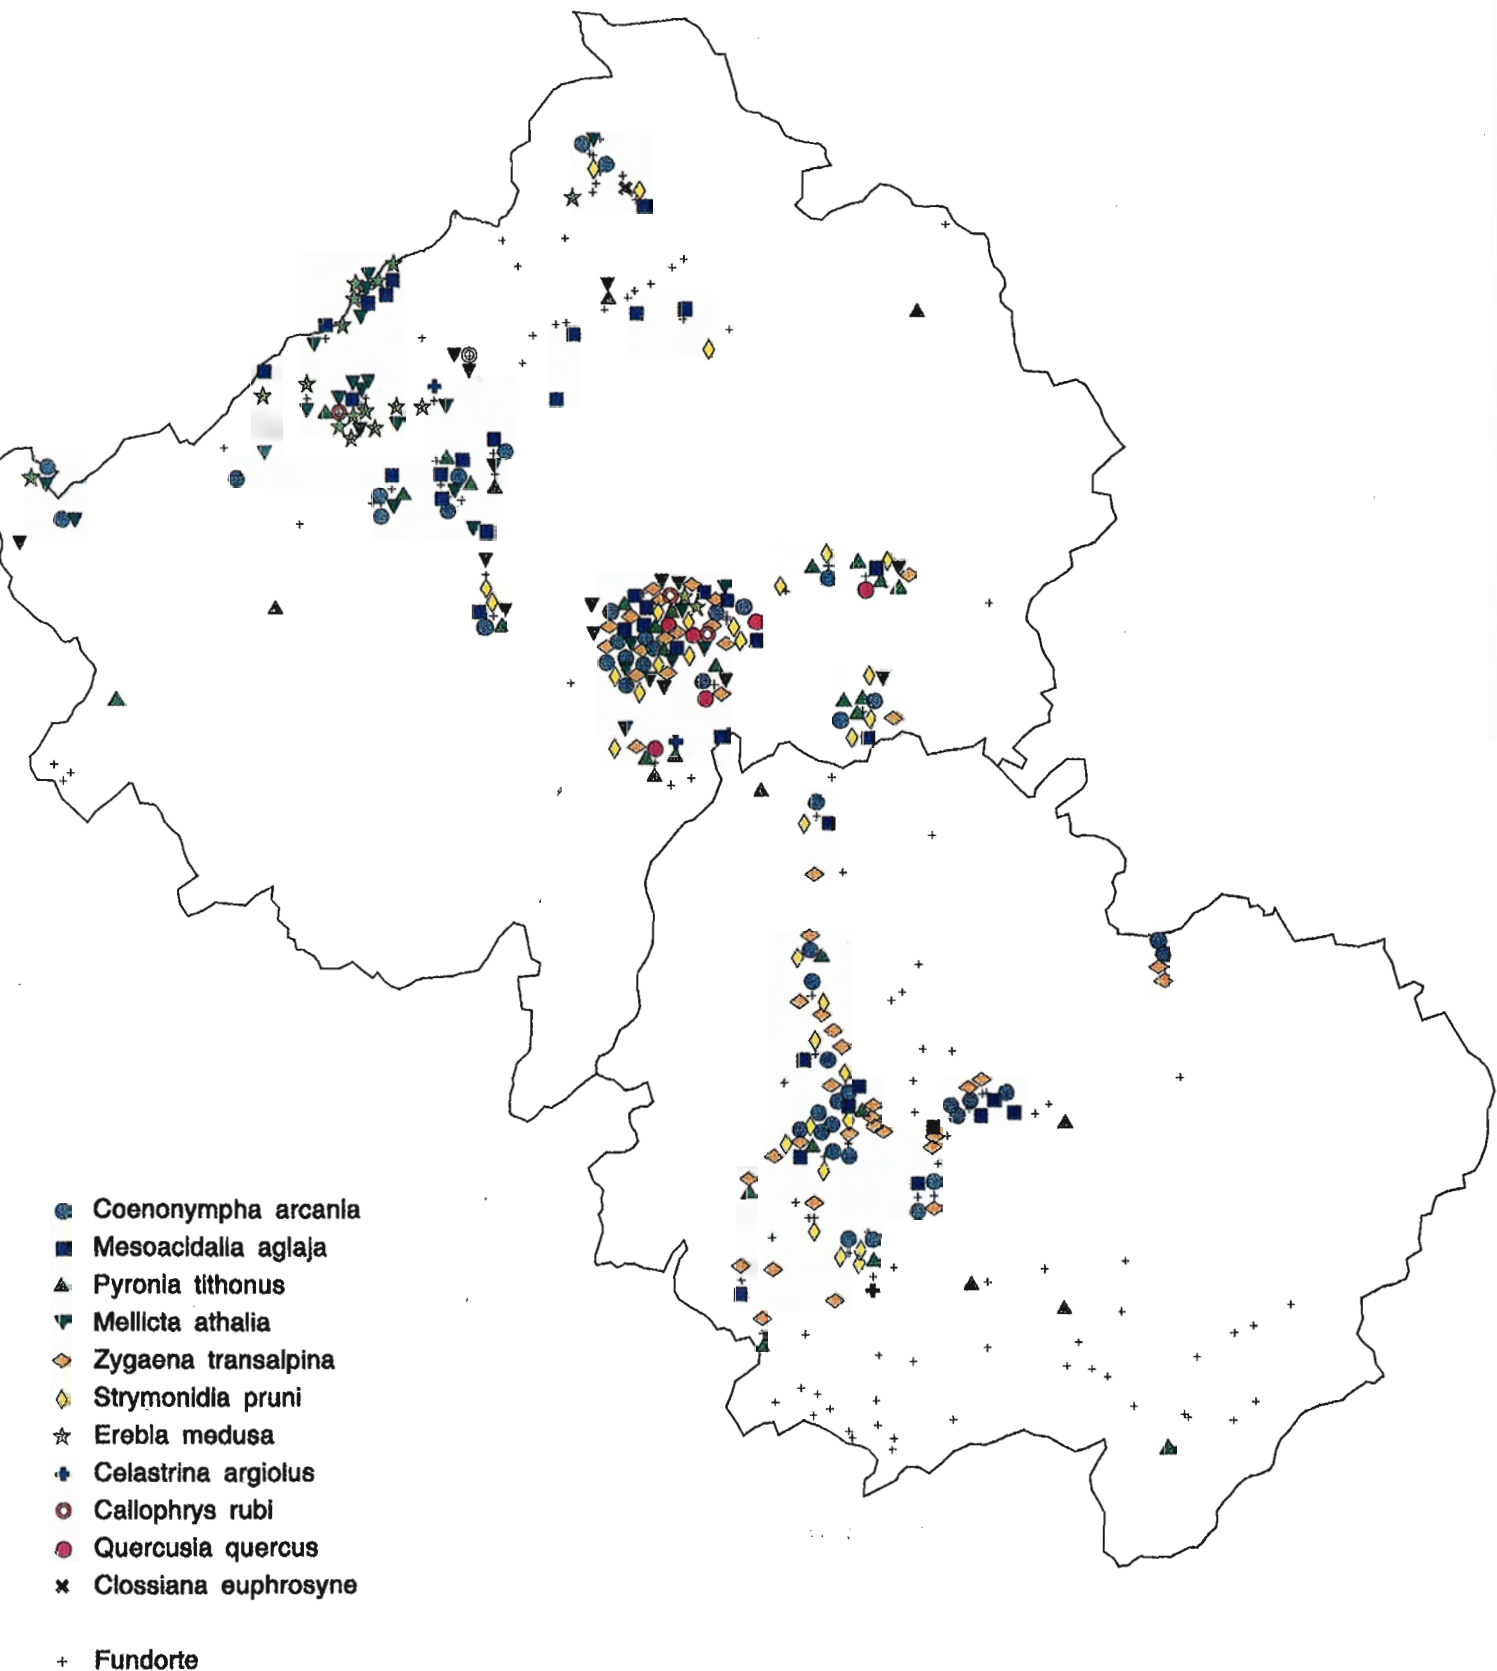 Coenonympha arcania
Mesoacidalia aglaja
Pyronia tithonus
Mellicta athalia
Zygaena transalpina
Strymonidia pruni
Erebia medusa
Celastrina argiolus
Callophrys rubi
Quercusia quercus
Clossiana euphrosyne
Fundorte